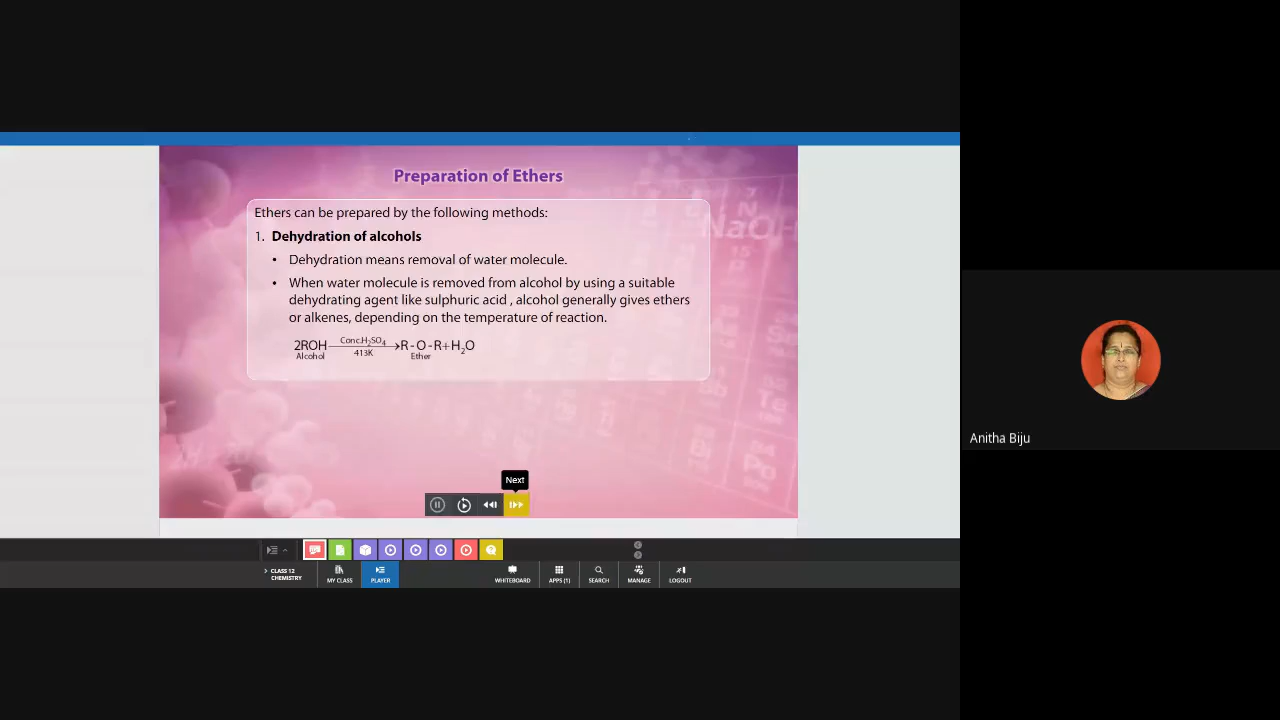 Preparation of Ethers
Ethers can be prepared by the following methods:
1. Dehydration of alcohols
• Dehydration means removal of water molecule.
• When water molecule is removed from alcohol by using a suitable
dehydrating agent like sulphuric acid , alcohol generally gives ethers
or alkenes, depending on the temperature of reaction.
2ROH Conc.H₂SO₄ 413K → R-O-R+H₂O
Alcohol Ether
NaOH
N
7
15
Next
Anitha Biju
CLASS 12
CHEMISTRY
MY CLASS
PLAYER
WHITEBOARD
APPS (1)
SEARCH
MANAGE
LOGOUT